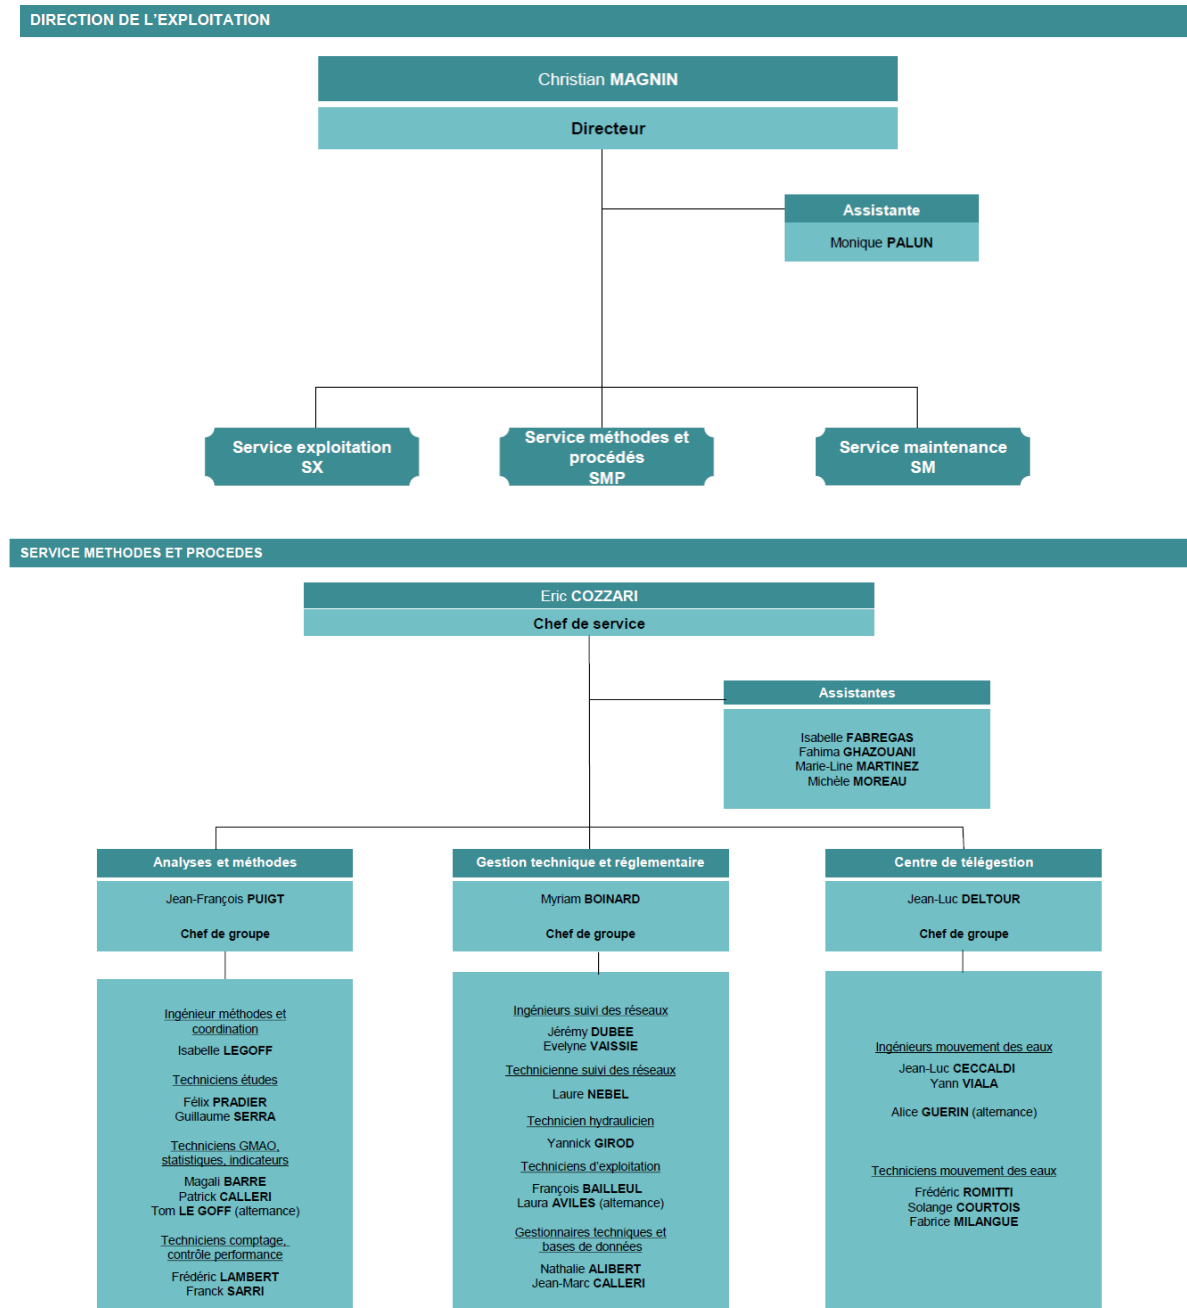 DIRECTION DE L'EXPLOITATION
Christian MAGNIN
Directeur
Assistante
Monique PALUN
Service exploitation
SX
Service méthodes et
procédés
SMP
Service maintenance
SM
SERVICE METHODES ET PROCEDES
Eric COZZARI
Chef de service
Assistantes
Isabelle FABREGAS
Fahima GHAZOUANI
Marie-Line MARTINEZ
Michèle MOREAU
Analyses et méthodes
Jean-François PUIGT
Chef de groupe
Ingénieur méthodes et
coordination
Isabelle LEGOFF
Techniciens études
Félix PRADIER
Guillaume SERRA
Techniciens GMAO,
statistiques, indicateurs
Magali BARRE
Patrick CALLERI
Tom LE GOFF (alternance)
Techniciens comptage,
contrôle performance
Frédéric LAMBERT
Franck SARRI
Gestion technique et réglementaire
Myriam BOINARD
Chef de groupe
Ingénieurs suivi des réseaux
Jérémy DUBEE
Evelyne VAISSIE
Technicienne suivi des réseaux
Laure NEBEL
Technicien hydraulicien
Yannick GIROD
Techniciens d'exploitation
François BAILLEUL
Laura AVILES (alternance)
Gestionnaires techniques et
bases de données
Nathalie ALIBERT
Jean-Marc CALLERI
Centre de télégestion
Jean-Luc DELTOUR
Chef de groupe
Ingénieurs mouvement des eaux
Jean-Luc CECCALDI
Yann VIALA
Alice GUERIN (alternance)
Techniciens mouvement des eaux
Frédéric ROMITTI
Solange COURTOIS
Fabrice MILANGUE